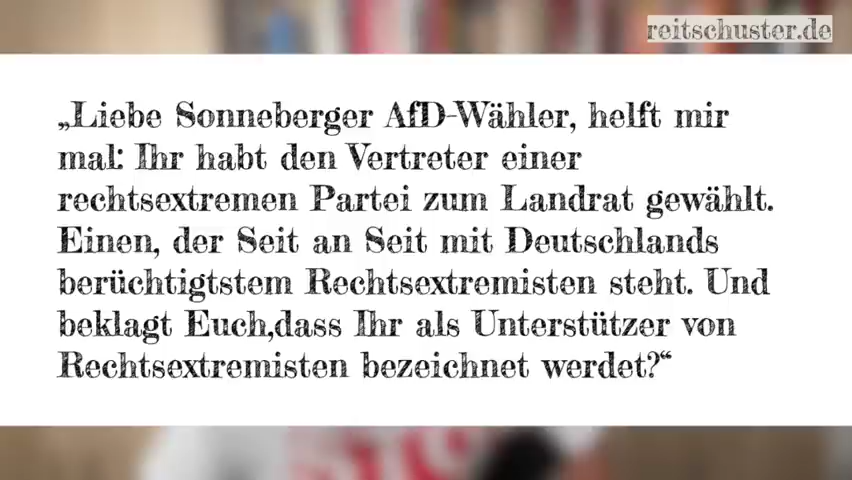 reitschuster.de
„Liebe Sonneberger AfD-Wähler, helft mir
mal: Ihr habt den Vertreter einer
rechtsextremen Partei zum Landrat gewählt.
Einen, der Seit an Seit mit Deutschlands
berüchtigtstem Rechtsextremisten steht. Und
beklagt Euch,dass Ihr als Unterstützer von
Rechtsextremisten bezeichnet werdet?“